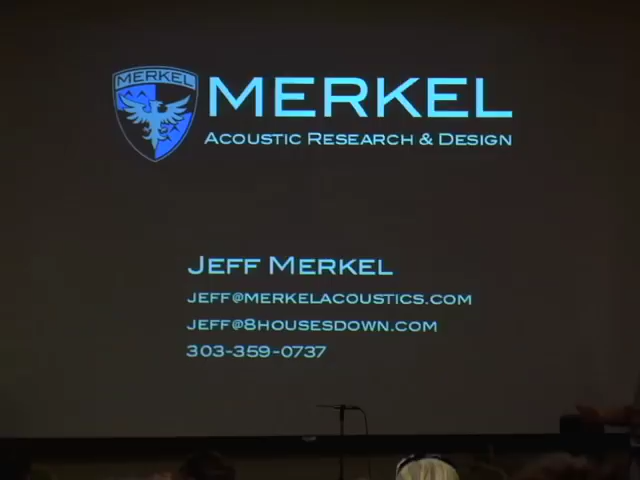 MERKEL
MERKEL
ACOUSTIC RESEARCH & DESIGN
JEFF MERKEL
JEFF@MERKELACOUSTICS.COM
JEFF@8HOUSESDOWN.COM
303-359-0737